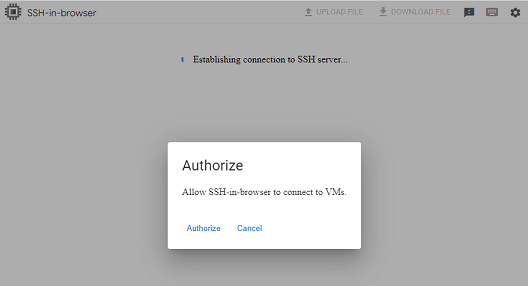 SSH-in-browser
UPLOAD FILE
DOWNLOAD FILE
Establishing connection to SSH server...
Authorize
Allow SSH-in-browser to connect to VMs.
Authorize
Cancel